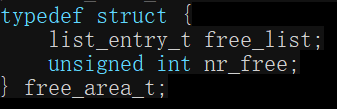 typedef struct {
    list_entry_t free_list;
    unsigned int nr_free;
} free_area_t;